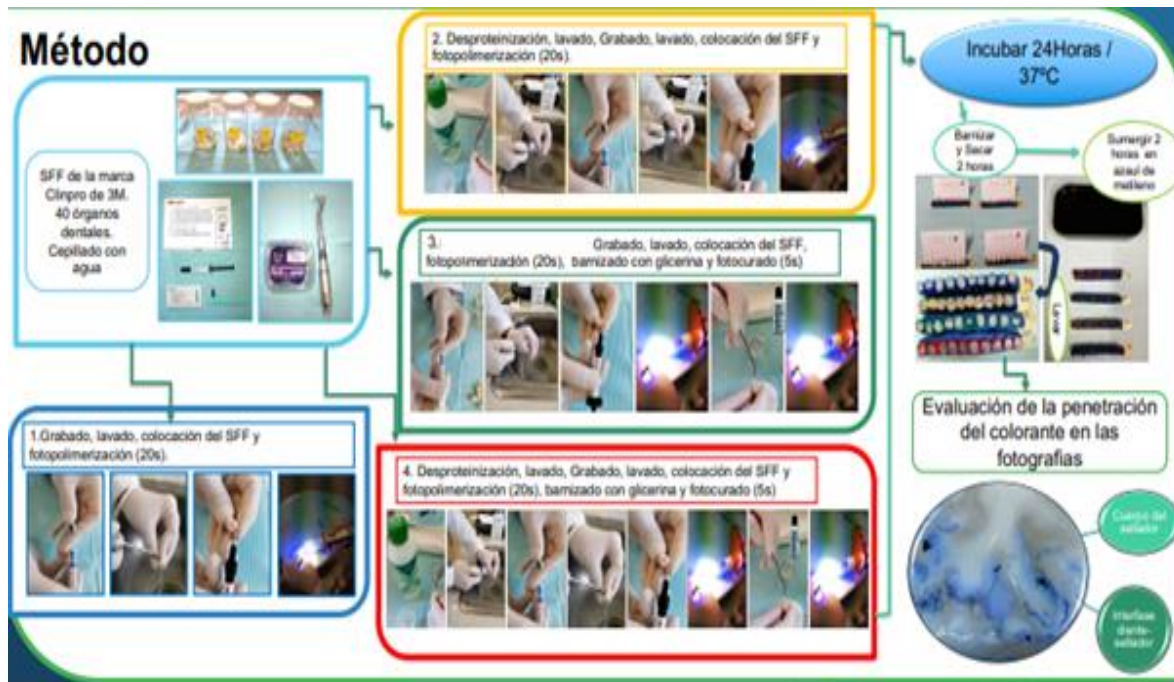 Método
SFF de la marca
Clinpro de 3M.
40 órganos
dentales.
Cepillado con
agua
1.Grabado, lavado, colocación del SFF y
fotopolimerización (20s).
2. Desproteinización, lavado, Grabado, lavado, colocación del SFF y
fotopolimerización (20s).
3.: Grabado, lavado, colocación del SFF,
fotopolimerización (20s), barnizado con glicerina y fotocurado (5s)
4. Desproteinización, lavado, Grabado, lavado, colocación del SFF y
fotopolimerización (20s), barnizado con glicerina y fotocurado (5s)
Incubar 24Horas /
37ºC
Barnizar
y Secar
2 horas
Sumergir 2
horas en
azaul de
metileno
Lavar
Evaluación de la penetración
del colorante en las
fotografías
Cuerpo del
sellador
Interfase
diente-
sellador